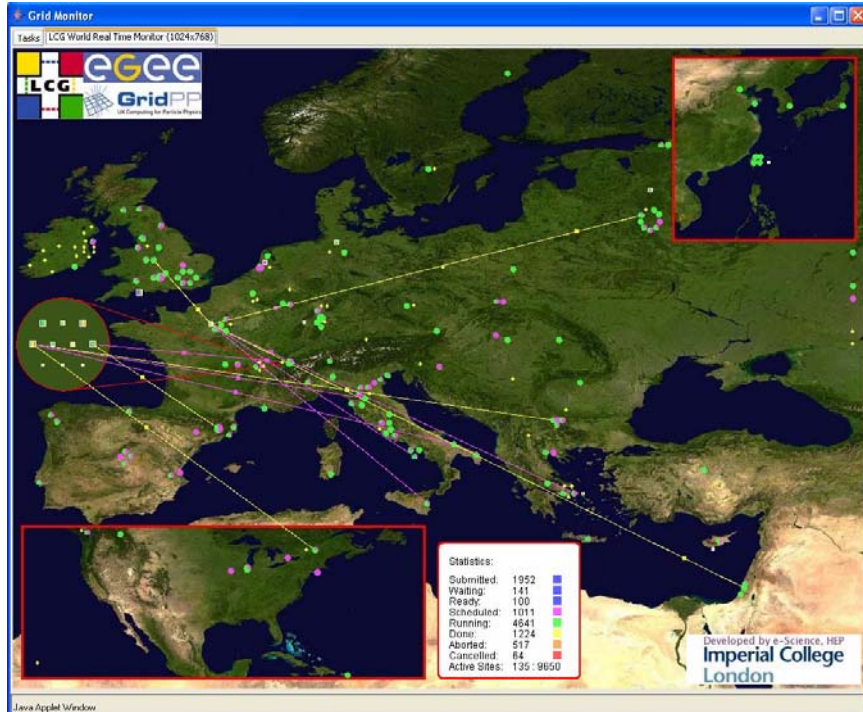 Grid Monitor
Tasks LCG World Real Time Monitor (1024x768)
LCG
eGee
GridPP
UK Computing for Particle Physics
Statistics:
Submitted: 1952
Waiting: 141
Ready: 100
Scheduled: 1011
Running: 4641
Done: 1224
Aborted: 517
Cancelled: 64
Active Sites: 135 : 9650
Developed by e-Science, HEP
Imperial College
London
Java Applet Window